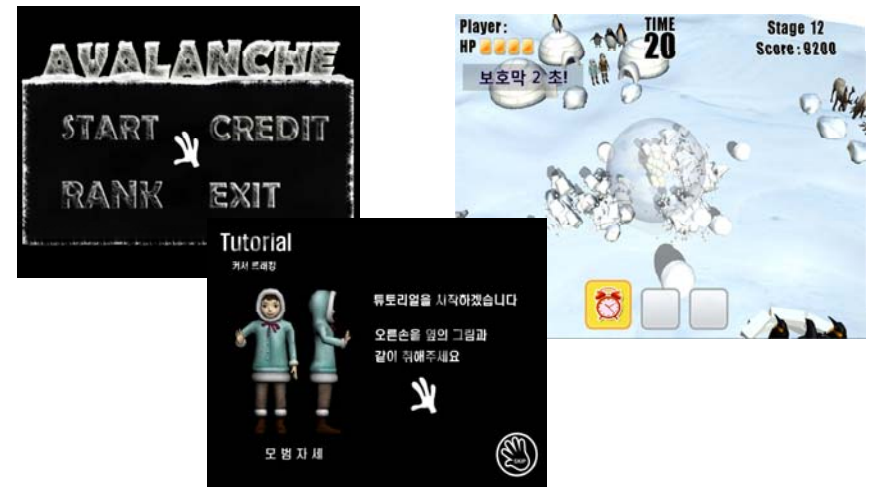 AVALANCHE
START CREDIT
RANK EXIT
Player:
HP
TIME
20
Stage 12
Score:9200
보호막 2 초!
Tutorial
커서 트래킹
튜토리얼을 시작하겠습니다
오른손을 옆의 그림과
같이 취해주세요
모 범 자 세
SKIP